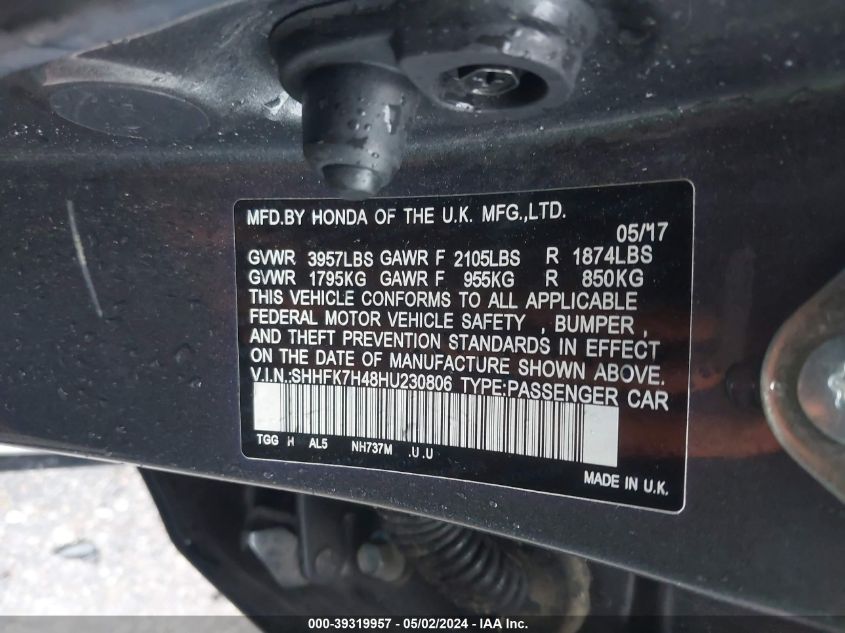 MFD.BY HONDA OF THE U.K. MFG.,LTD.
05/17
GVWR 3957LBS GAWR F 2105LBS R 1874LBS
GVWR 1795KG GAWR F 955KG R 850KG
THIS VEHICLE CONFORMS TO ALL APPLICABLE
FEDERAL MOTOR VEHICLE SAFETY , BUMPER ,
AND THEFT PREVENTION STANDARDS IN EFFECT
ON THE DATE OF MANUFACTURE SHOWN ABOVE.
V.I.N.:SHHFK7H48HU230806 TYPE:PASSENGER CAR
TGG H AL5 NH737M .U.U
MADE IN U.K.
000-39319957 - 05/02/2024 - IAA Inc.